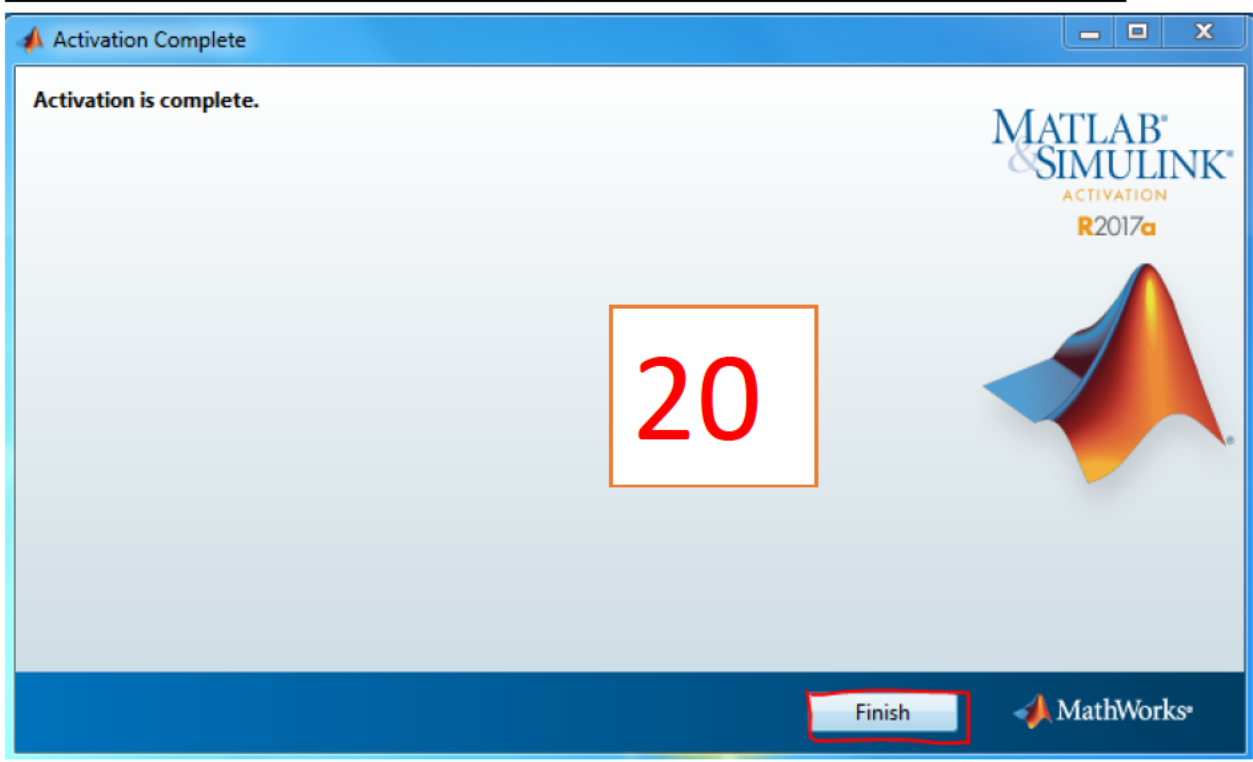 Activation Complete
Activation is complete.
MATLAB®
&SIMULINK®
ACTIVATION
R2017a
20
®
Finish
MathWorks®